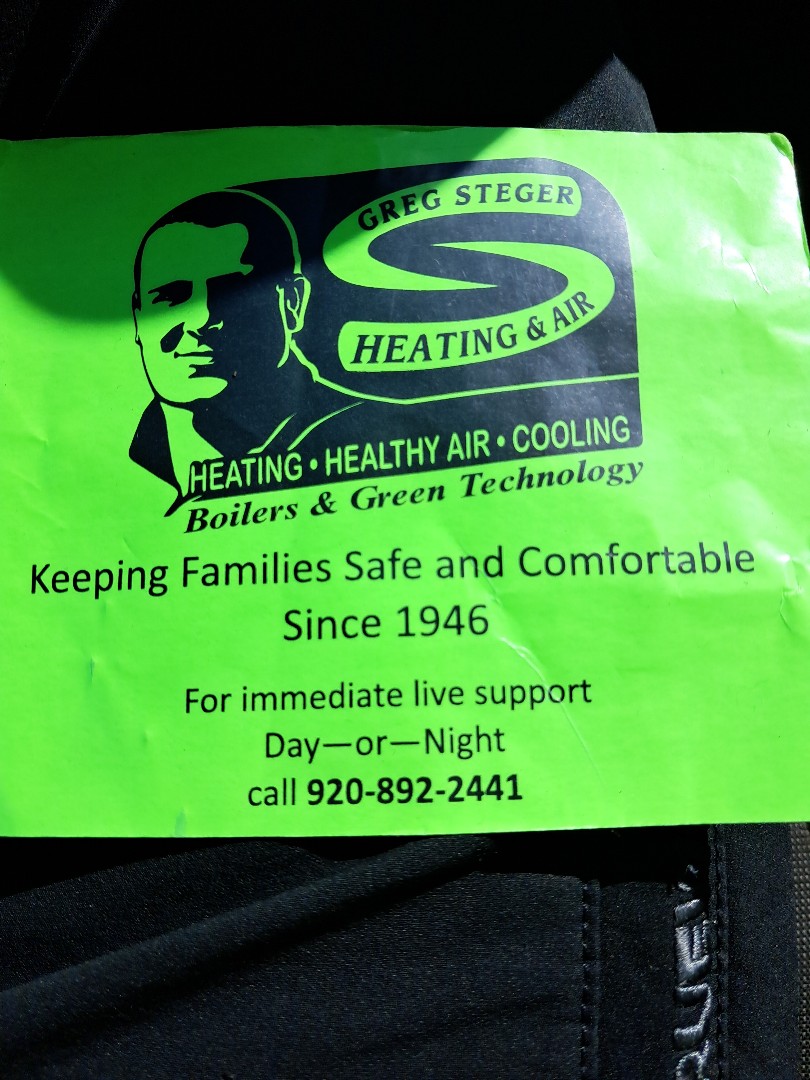 GREG STEGER
HEATING & AIR
HEATING • HEALTHY AIR • COOLING
Boilers & Green Technology
Keeping Families Safe and Comfortable
Since 1946
For immediate live support
Day—or—Night
call 920-892-2441